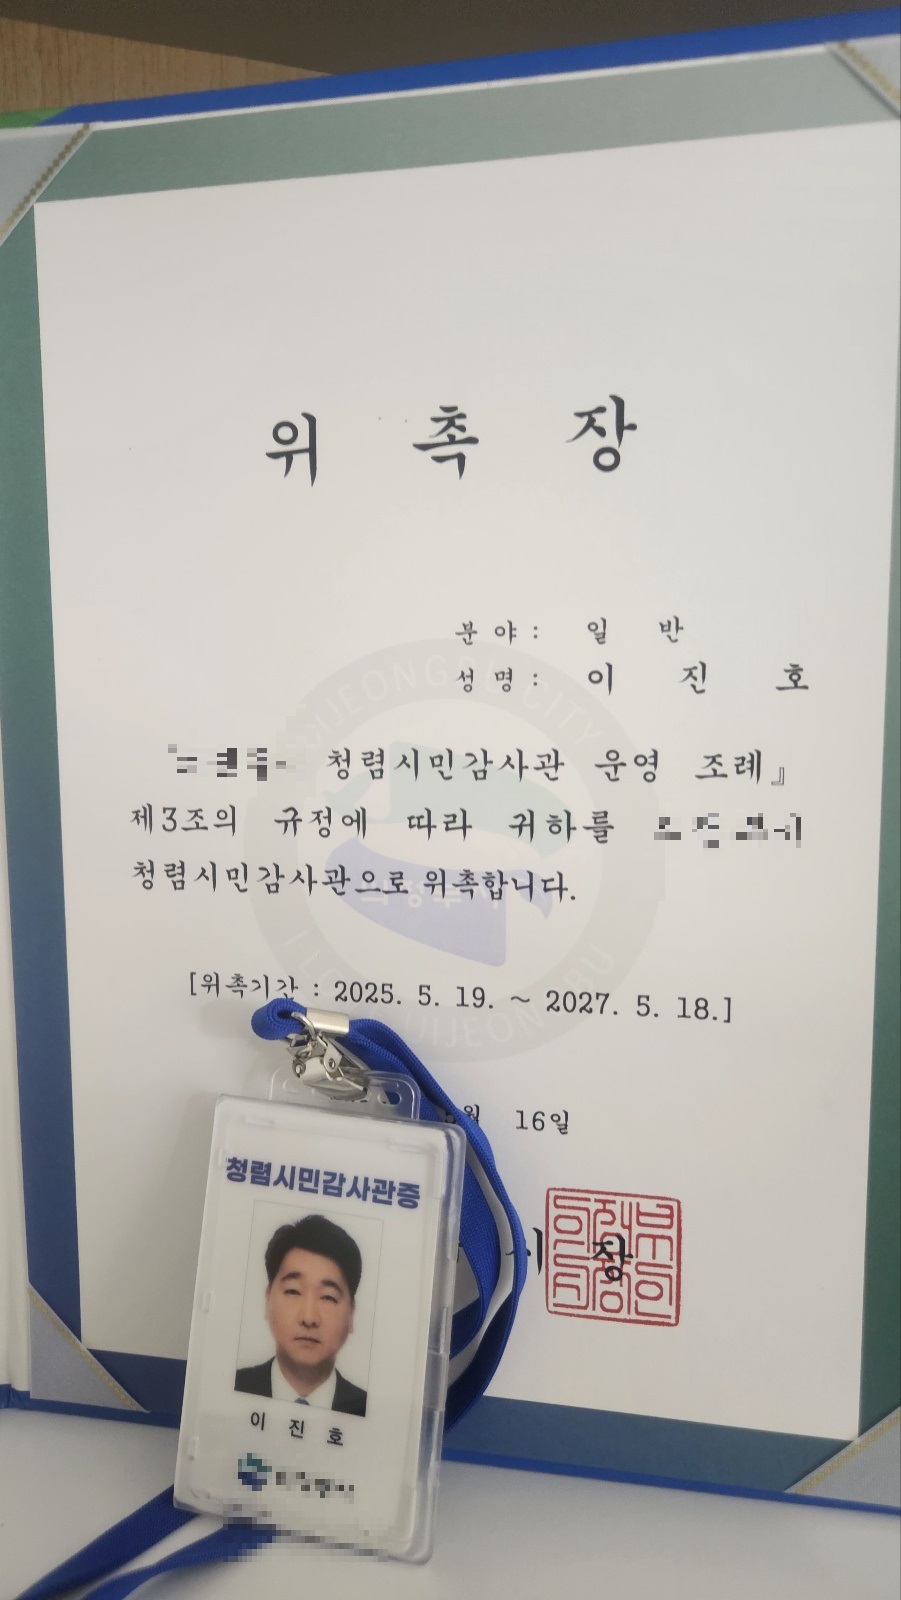 위 촉 장
분 야 : 일 반
성 명 : 이 진 호
청렴시민감사관 운영 조례』
제3조의 규정에 따라 귀하를
청렴시민감사관으로 위촉합니다.
[위촉기간 : 2025. 5. 19. ~ 2027. 5. 18.]
월 16일
시 장
청렴시민감사관증
이 진 호